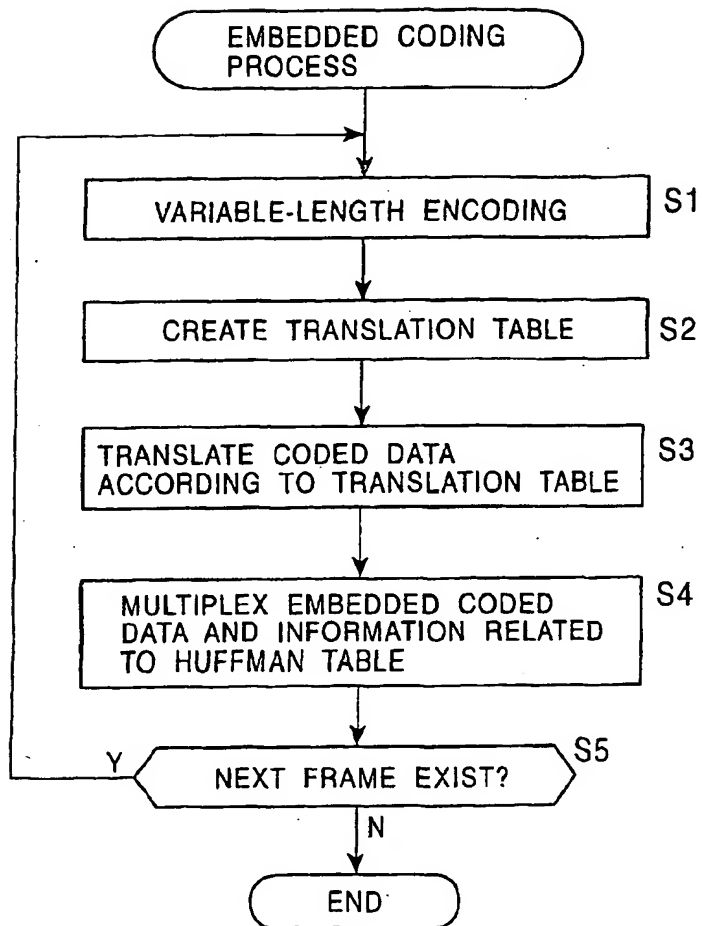 EMBEDDED CODING
PROCESS
VARIABLE-LENGTH ENCODING
S1
CREATE TRANSLATION TABLE
S2
TRANSLATE CODED DATA
ACCORDING TO TRANSLATION TABLE
S3
MULTIPLEX EMBEDDED CODED
DATA AND INFORMATION RELATED
TO HUFFMAN TABLE
S4
Y
NEXT FRAME EXIST?
S5
N
END